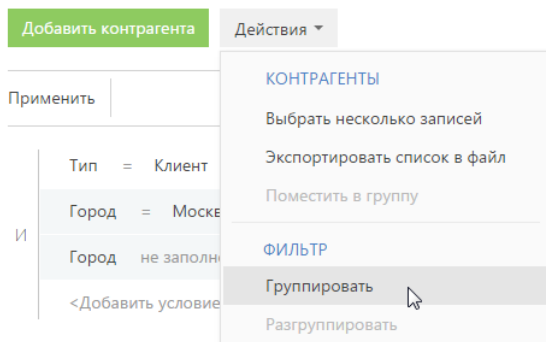 Добавить контрагента Действия
КОНТРАГЕНТЫ
Применить
Выбрать несколько записей
Тип = Клиент
Экспортировать список в файл
Поместить в группу
Город = Москв
И
Город не заполн
ФИЛЬТР
Группировать
<Добавить условие
Разгруппировать